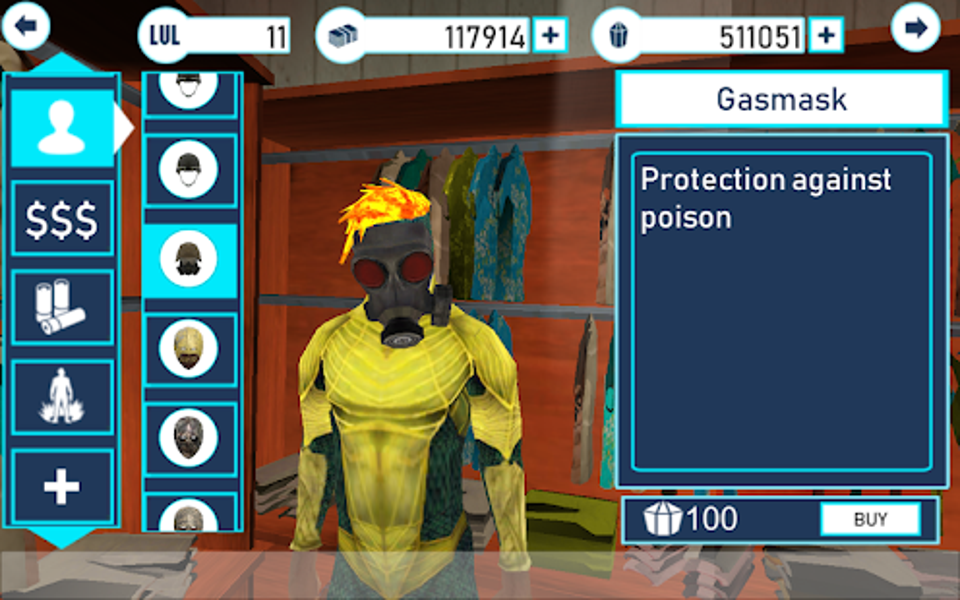 LUL
11
117914
+
511051
+
$$$
+
Gasmask
Protection against
poison
100
BUY